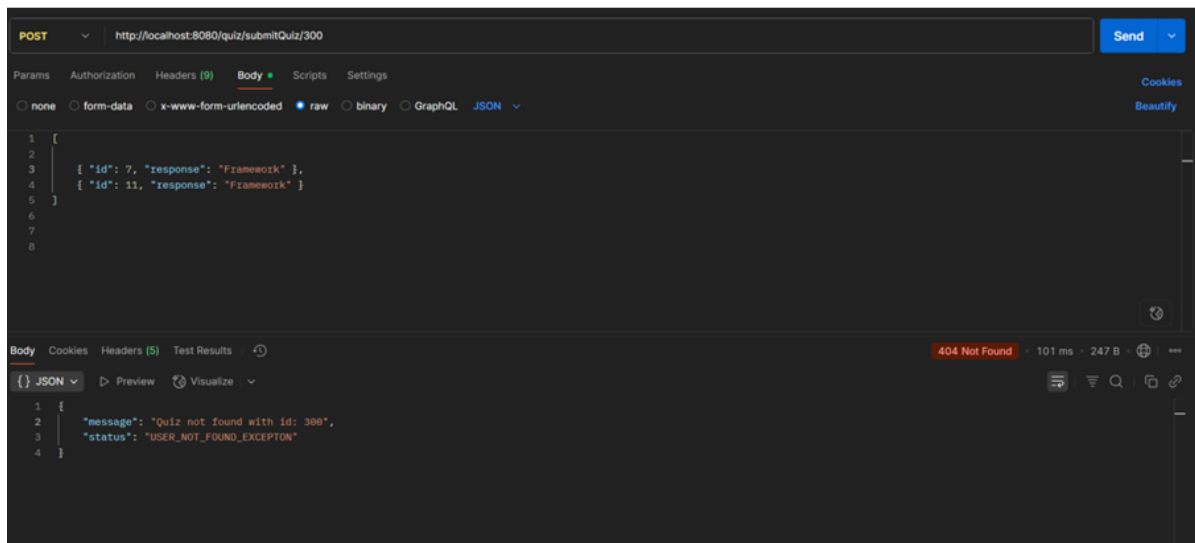 POST http://localhost:8080/quiz/submitQuiz/300 Send
Params Authorization Headers (9) Body Scripts Settings Cookies
none form-data x-www-form-urlencoded raw binary GraphQL JSON Beautify
1 [
2
3 { "id": 7, "response": "Framework" },
4 { "id": 11, "response": "Framework" }
5 ]
6
7
8
Body Cookies Headers (5) Test Results 404 Not Found 101 ms 247 B
{} JSON Preview Visualize
1 {
2 "message": "Quiz not found with id: 300",
3 "status": "USER_NOT_FOUND_EXCEPTON"
4 }